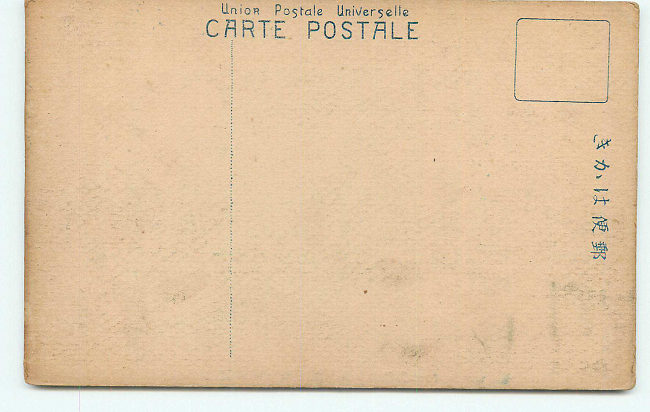 Union Postale Universelle
CARTE POSTALE
郵便はかき